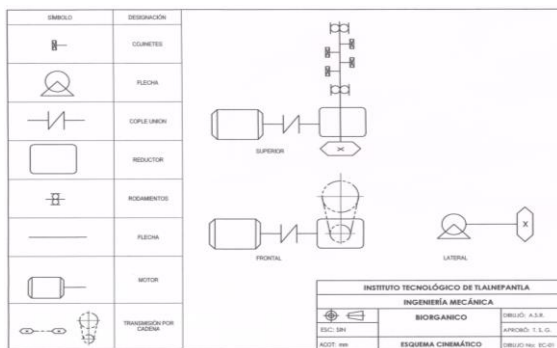 SÍMBOLO DESIGNACIÓN
COJINETES
FLECHA
COPLE UNION
REDUCTOR
RODAMIENTOS
FLECHA
MOTOR
TRANSMISIÓN POR
CADENA
SUPERIOR
FRONTAL
LATERAL
INSTITUTO TECNOLÓGICO DE TLALNEPANTLA
INGENIERÍA MECÁNICA
BIORGANICO
DIBUJÓ: A.S.R.
ESC: SIN
APROBÓ: T.S.G.
ACOT: mm
ESQUEMA CINEMÁTICO
DIBUJO No: EC-01